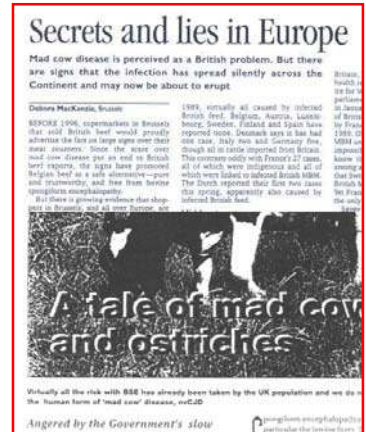 Secrets and lies in Europe
Mad cow disease is perceived as a British problem. But there
are signs that the infection has spread silently across the
Continent and may now be about to erupt
Debora MacKenzie, Brussels
BEFORE 1996, supermarkets in Brussels
that sold British beef would proudly
advertise the fact on large signs over their
meat counters. Since the scare over
mad cow disease put an end to British
beef exports, the signs have promoted
Belgian beef as a safe alternative—pure
and trustworthy, and free from bovine
spongiform encephalopathy.
But there is growing evidence that shop-
pers in Brussels, and all over Europe, are
1989, virtually all caused by infected
British feed. Belgium, Austria, Luxem-
bourg, Sweden, Finland and Spain have
reported none. Denmark says it has had
one case, Italy two and Germany five,
though all in cattle imported from Britain.
This contrasts oddly with France's 27 cases,
all of which were indigenous and all of
which were linked to infected British MBM.
The Dutch reported their first two cases
this spring, apparently also caused by
infected British feed.
A tale of mad cow
and ostriches
Virtually all the risk with BSE has already been taken by the UK population and we do
the human form of 'mad cow' disease, nvCJD
Angered by the Government's slow